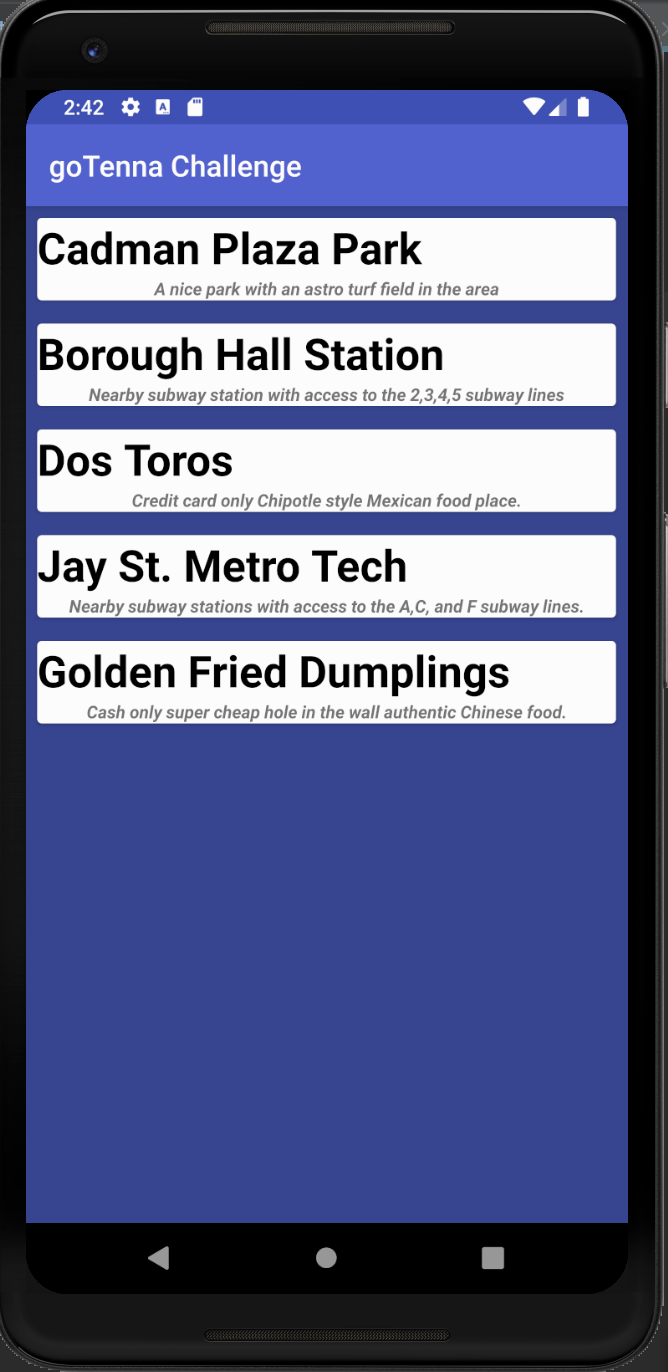 2:42
goTenna Challenge
Cadman Plaza Park
A nice park with an astro turf field in the area
Borough Hall Station
Nearby subway station with access to the 2,3,4,5 subway lines
Dos Toros
Credit card only Chipotle style Mexican food place.
Jay St. Metro Tech
Nearby subway stations with access to the A,C, and F subway lines.
Golden Fried Dumplings
Cash only super cheap hole in the wall authentic Chinese food.